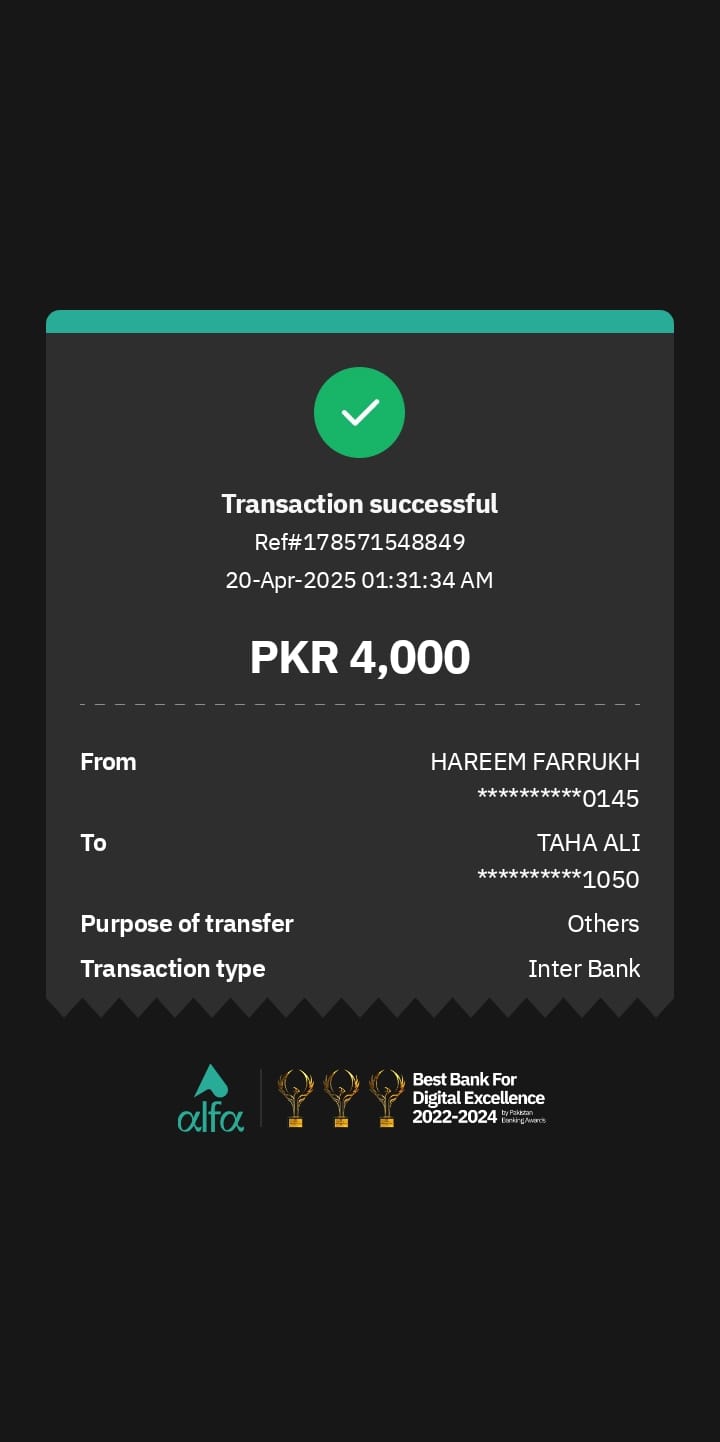 Transaction successful
Ref#178571548849
20-Apr-2025 01:31:34 AM
PKR 4,000
From HAREEM FARRUKH
**********0145
To TAHA ALI
**********1050
Purpose of transfer Others
Transaction type Inter Bank
alfa
Best Bank For
Digital Excellence
2022-2024 by Pakistan
Banking Awards